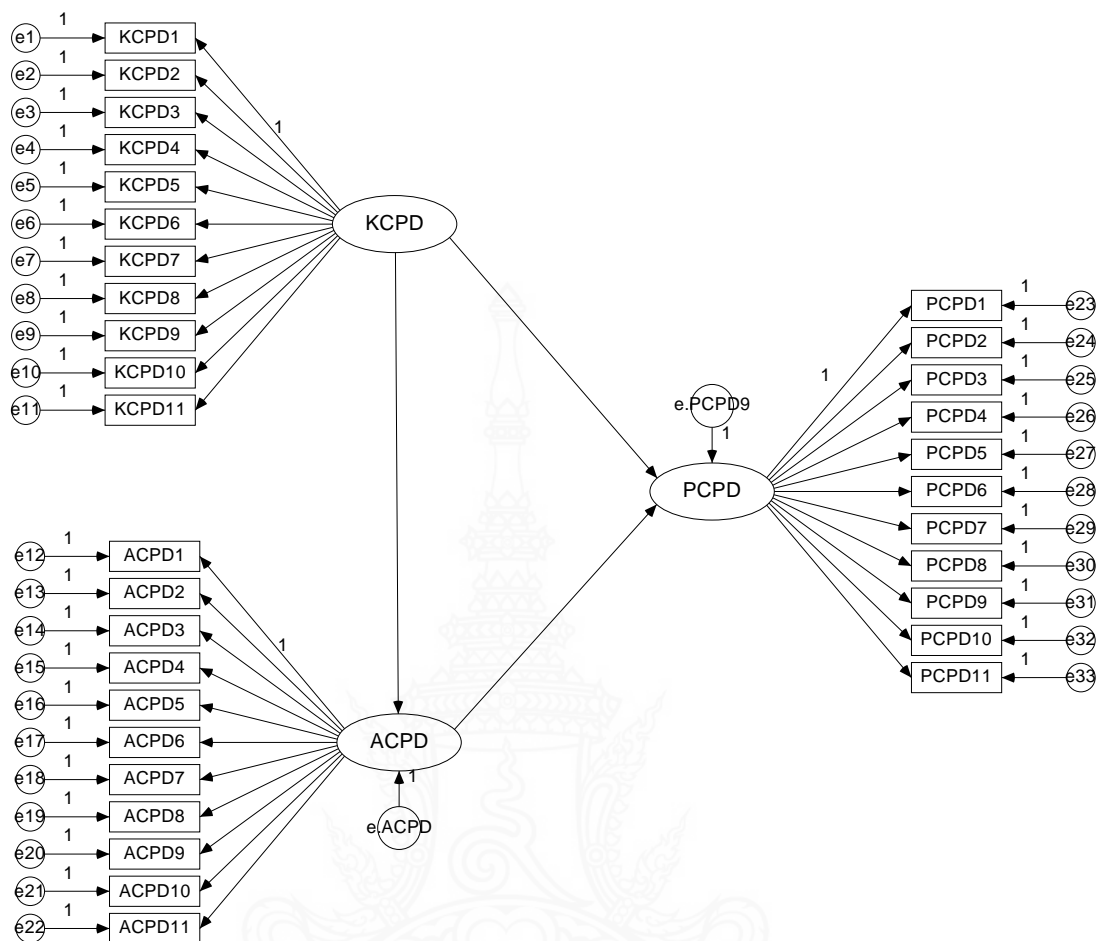 e1 1 KCPD1
e2 1 KCPD2
e3 1 KCPD3
e4 1 KCPD4
e5 1 KCPD5
e6 1 KCPD6
e7 1 KCPD7
e8 1 KCPD8
e9 1 KCPD9
e10 1 KCPD10
e11 1 KCPD11
1
KCPD
e12 1 ACPD1
e13 1 ACPD2
e14 1 ACPD3
e15 1 ACPD4
e16 1 ACPD5
e17 1 ACPD6
e18 1 ACPD7
e19 1 ACPD8
e20 1 ACPD9
e21 1 ACPD10
e22 1 ACPD11
1
ACPD
1
e.ACPD
e.PCPD9
1
PCPD
1
PCPD1 1 e23
PCPD2 1 e24
PCPD3 1 e25
PCPD4 1 e26
PCPD5 1 e27
PCPD6 1 e28
PCPD7 1 e29
PCPD8 1 e30
PCPD9 1 e31
PCPD10 1 e32
PCPD11 1 e33